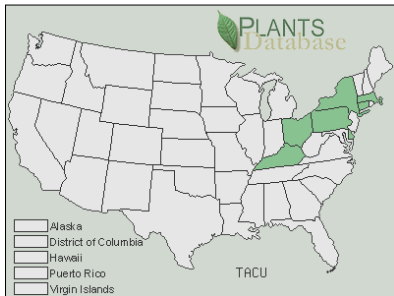 PLANTS
Database
Alaska
District of Columbia
Hawaii
Puerto Rico
Virgin Islands
TACU